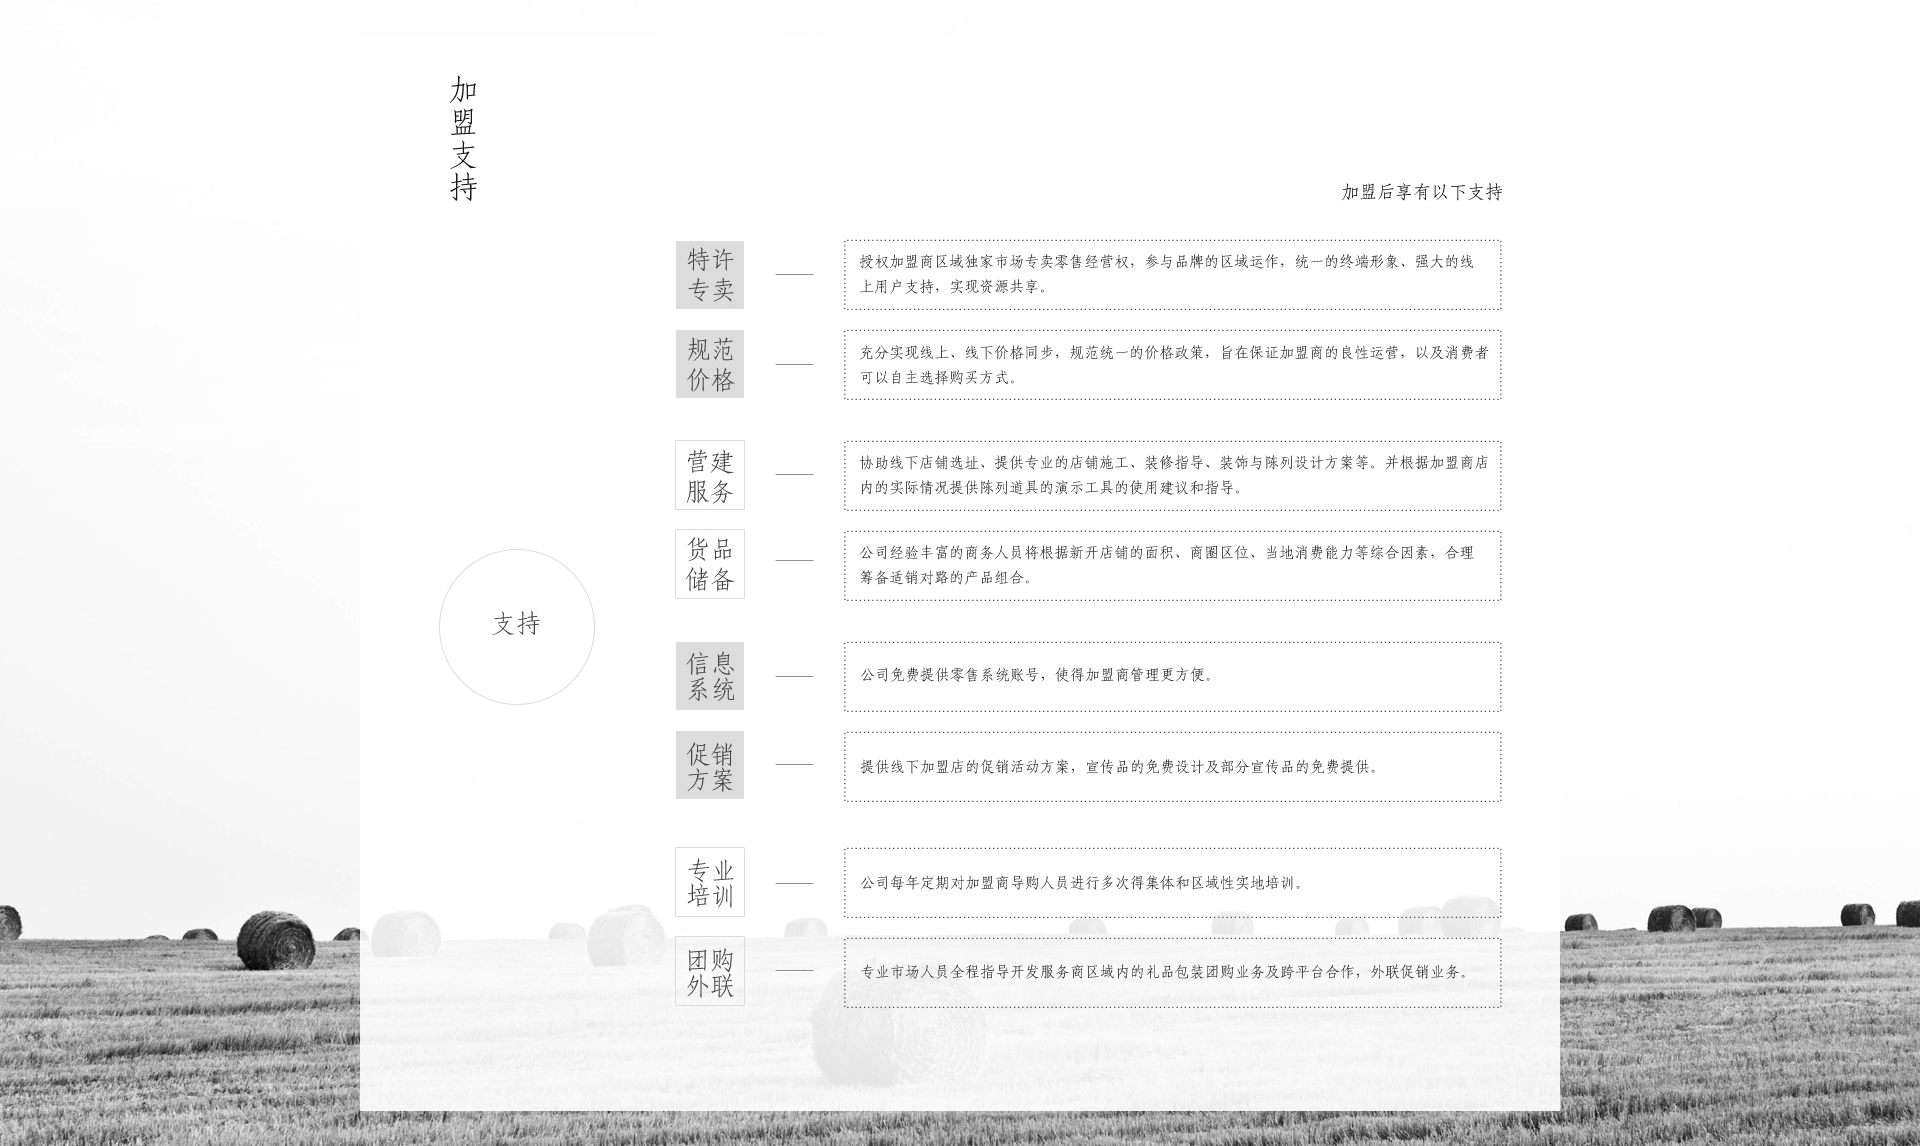 加盟支持
加盟后享有以下支持
支持
特许
专卖
授权加盟商区域独家市场专卖零售经营权，参与品牌的区域运作，统一的终端形象、强大的线
上用户支持，实现资源共享。
规范
价格
充分实现线上、线下价格同步，规范统一的价格政策，旨在保证加盟商的良性运营，以及消费者
可以自主选择购买方式。
营建
服务
协助线下店铺选址、提供专业的店铺施工、装修指导、装饰与陈列设计方案等。并根据加盟商店
内的实际情况提供陈列道具的演示工具的使用建议和指导。
货品
储备
公司经验丰富的商务人员将根据新开店铺的面积、商圈区位、当地消费能力等综合因素，合理
筹备适销对路的产品组合。
信息
系统
公司免费提供零售系统账号，使得加盟商管理更方便。
促销
方案
提供线下加盟店的促销活动方案，宣传品的免费设计及部分宣传品的免费提供。
专业
培训
公司每年定期对加盟商导购人员进行多次得集体和区域性实地培训。
团购
外联
专业市场人员全程指导开发服务商区域内的礼品包装团购业务及跨平台合作，外联促销业务。